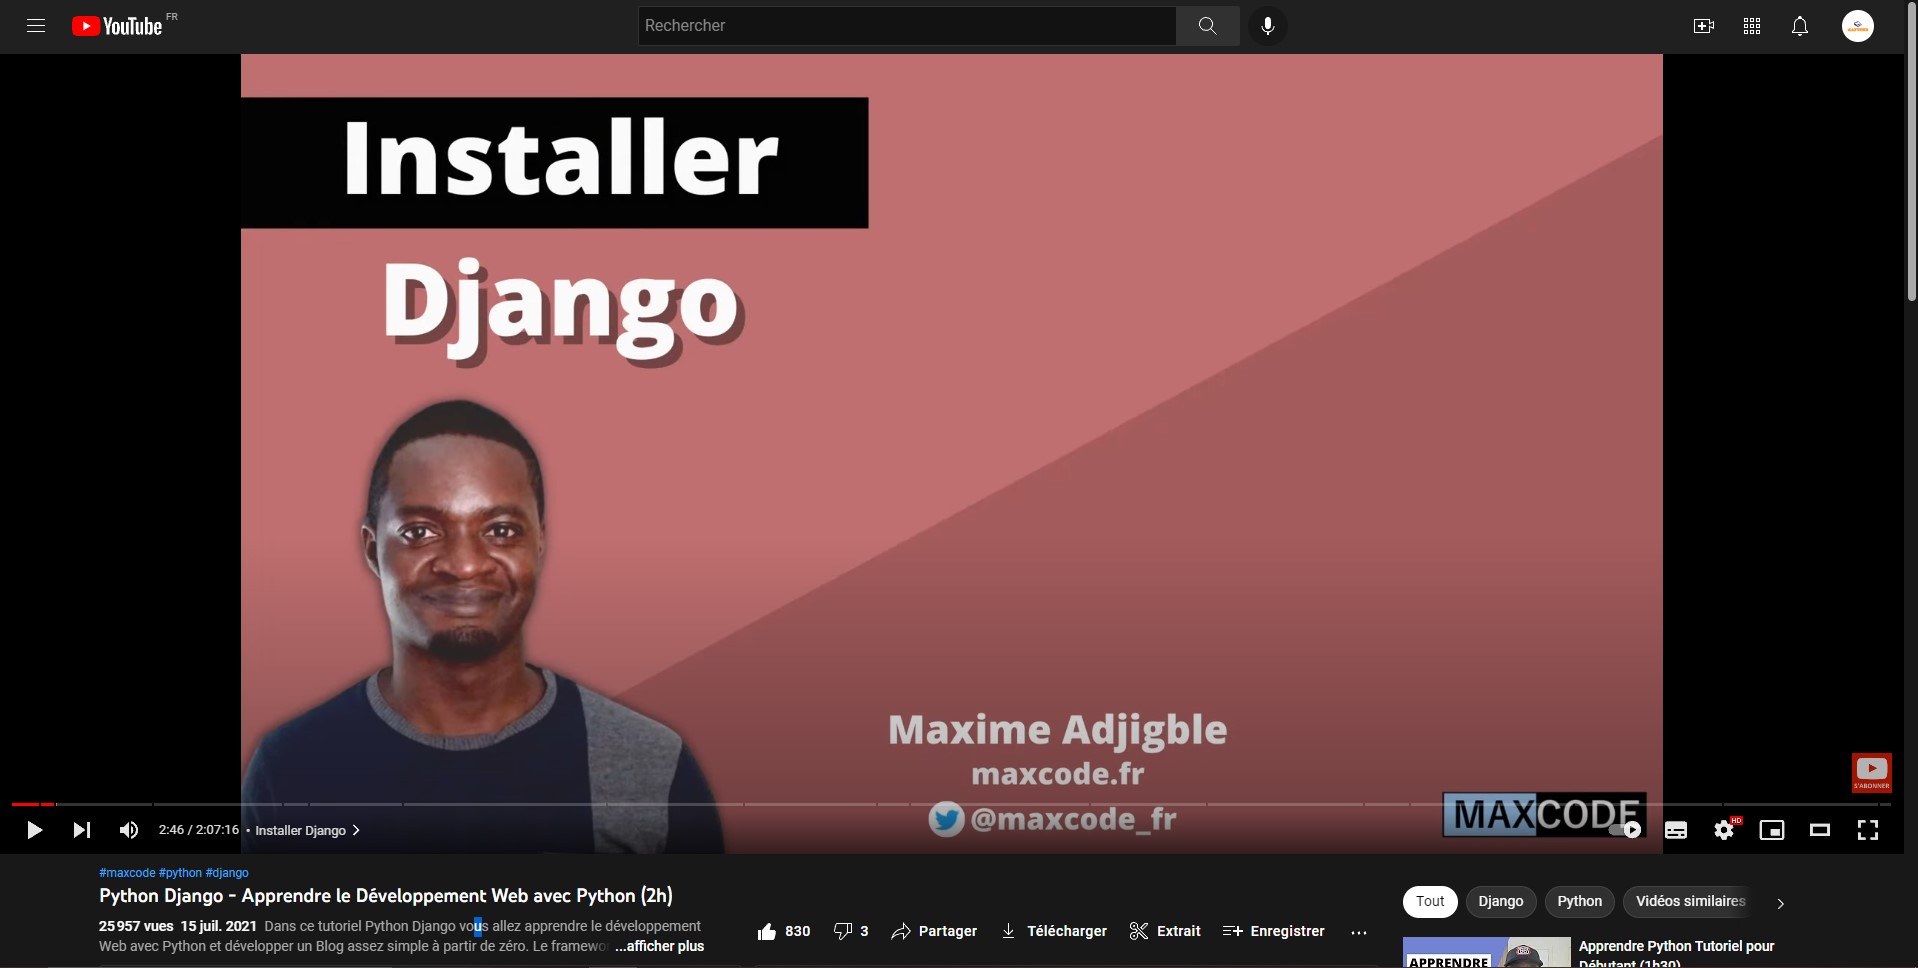 YouTube FR
Rechercher
Installer
Django
Maxime Adjigble
maxcode.fr
@maxcode_fr
S'ABONNER
MAXCODE
2:46 / 2:07:16 • Installer Django
HD
#maxcode #python #django
Python Django - Apprendre le Développement Web avec Python (2h)
25 957 vues 15 juil. 2021 Dans ce tutoriel Python Django vous allez apprendre le développement
Web avec Python et développer un Blog assez simple à partir de zéro. Le framewor ...afficher plus
830
3
Partager
Télécharger
Extrait
Enregistrer
Tout
Django
Python
Vidéos similaires
APPRENDRE
Apprendre Python Tutoriel pour
Débutant (1h30)